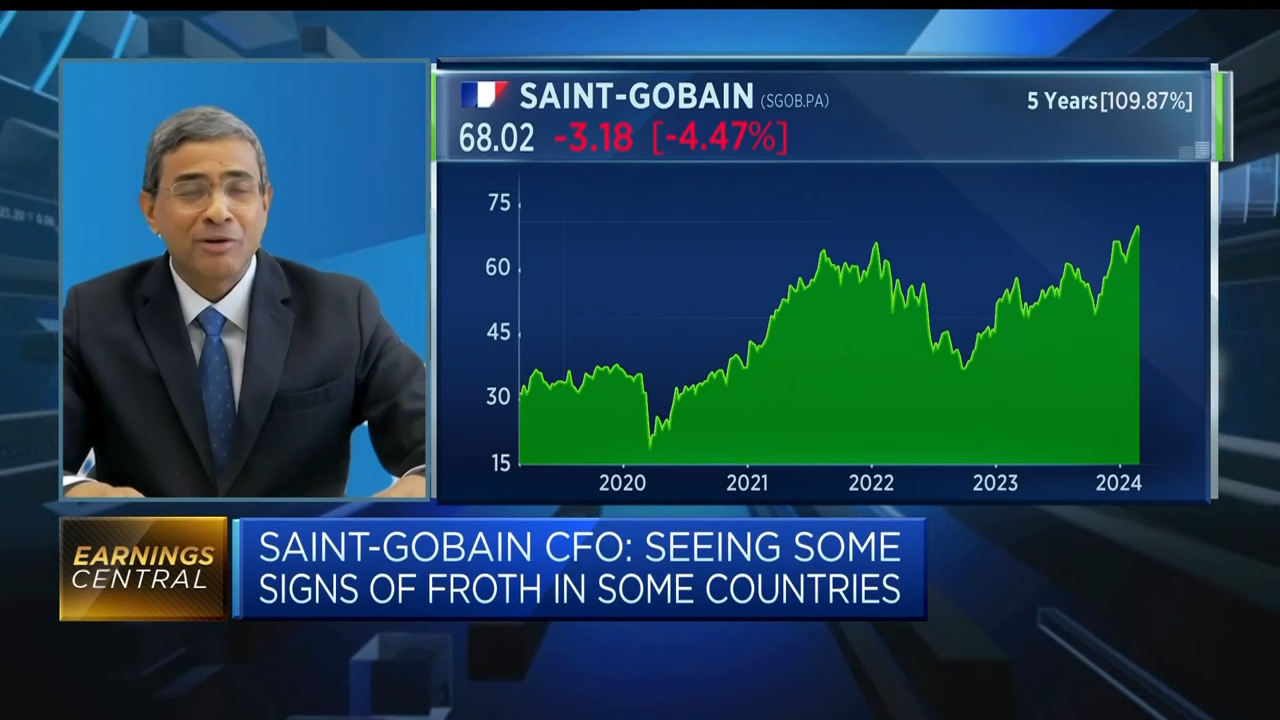 SAINT-GOBAIN (SGOB.PA)
5 Years[109.87%]
68.02 -3.18 [-4.47%]
75
60
45
30
15
2020 2021 2022 2023 2024
EARNINGS
CENTRAL
SAINT-GOBAIN CFO: SEEING SOME
SIGNS OF FROTH IN SOME COUNTRIES